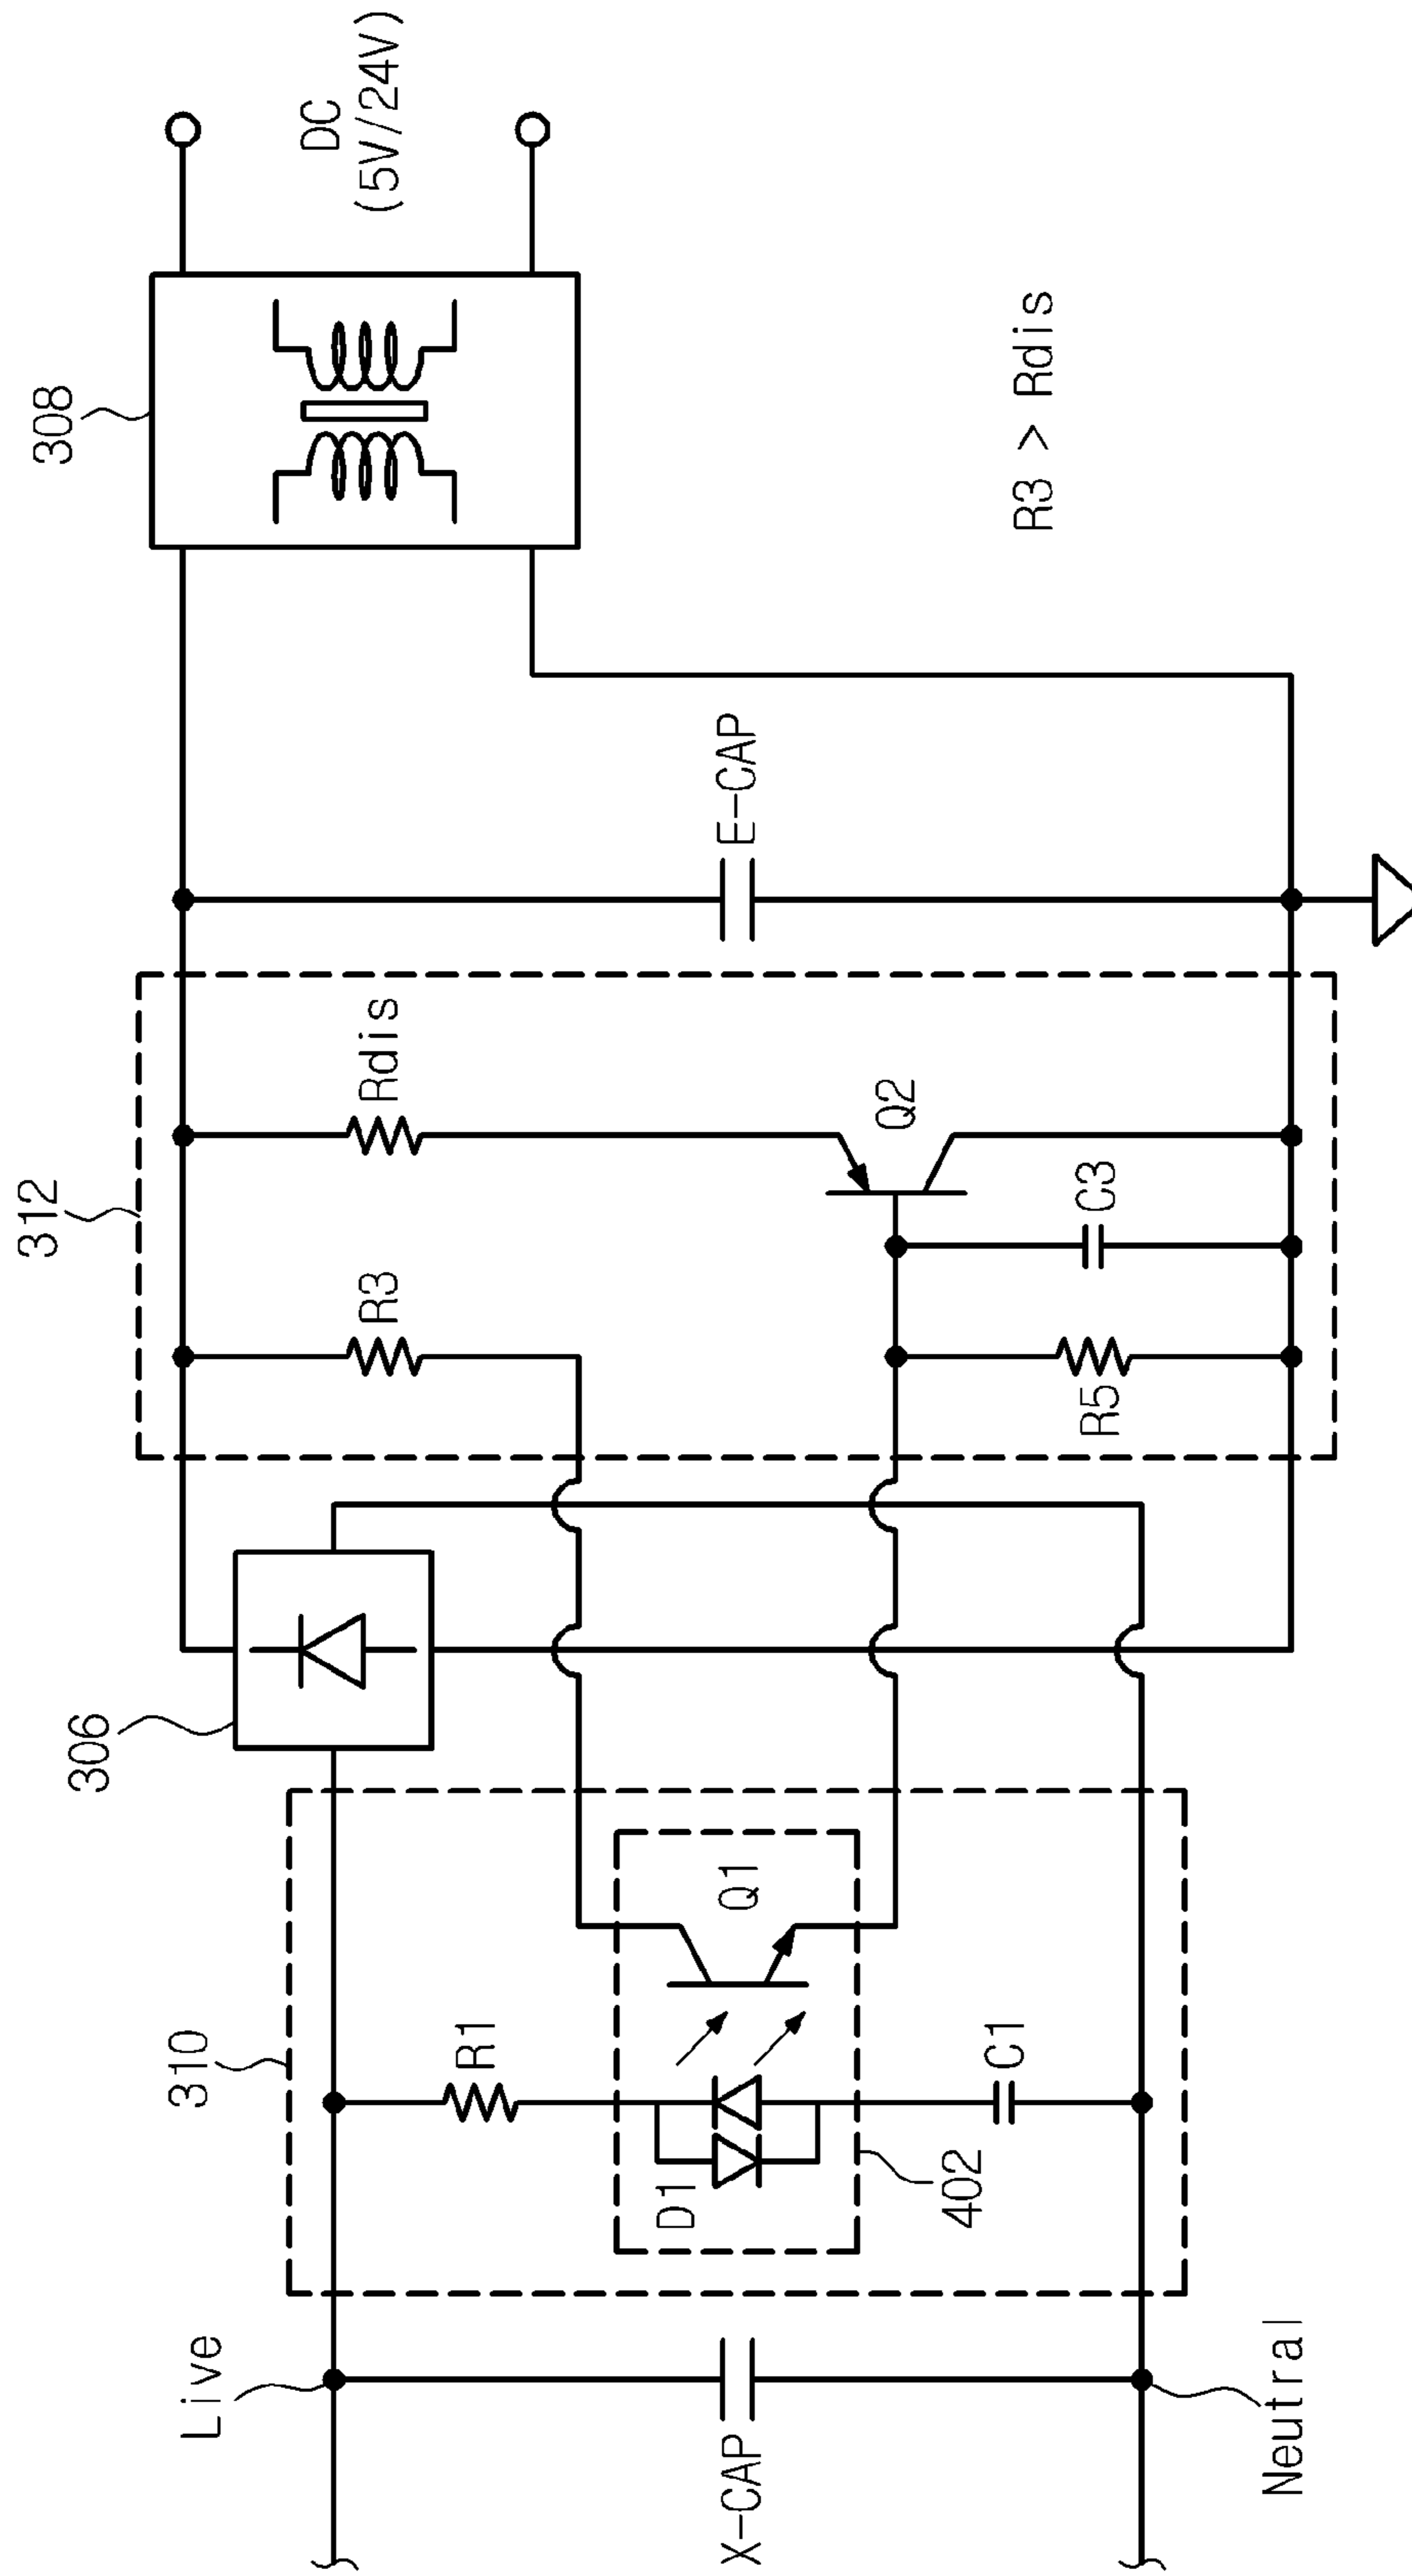 308
DC
(5V/24V)
312
R3
Rdis
Q2
C3
R5
E-CAP
R3 > Rdis
306
310
R1
Q1
D1
C1
402
Live
X-CAP
Neutral